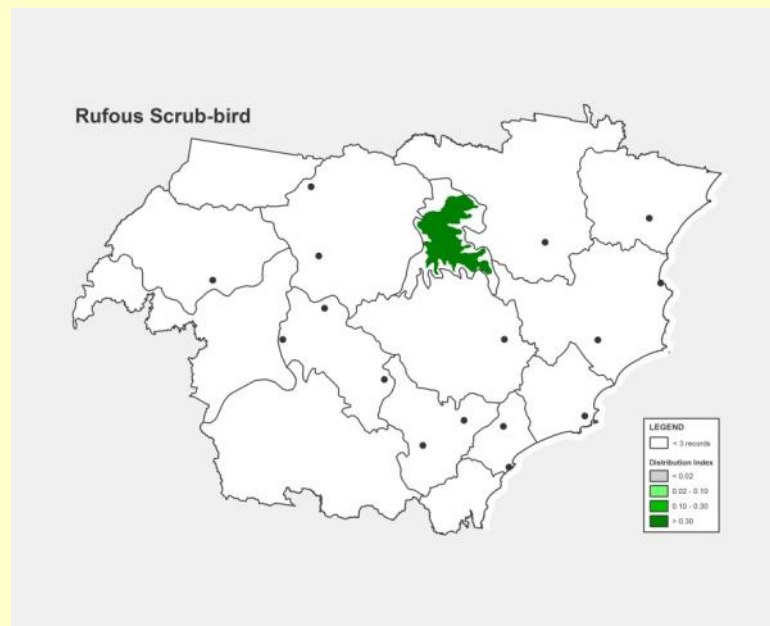 Rufous Scrub-bird
LEGEND
< 3 records
Distribution Index
< 0.02
0.02 - 0.10
0.10 - 0.30
> 0.30